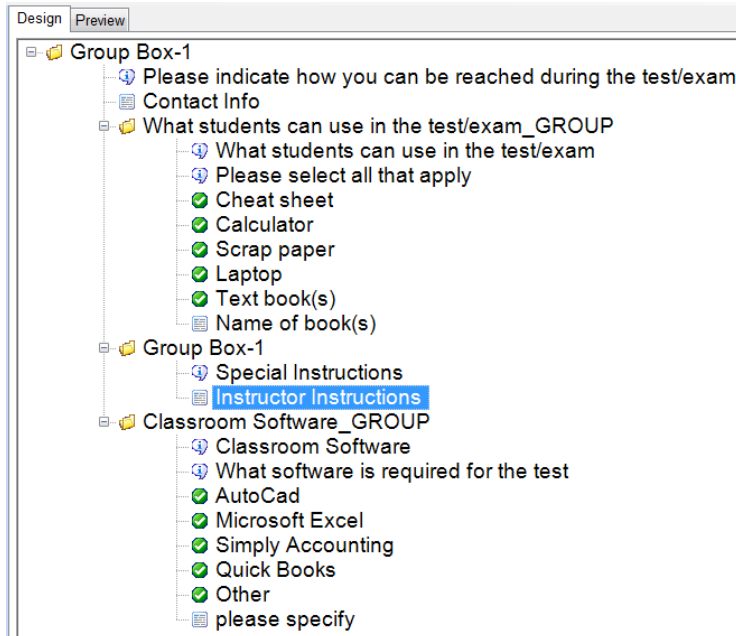 Design Preview
Group Box-1
Please indicate how you can be reached during the test/exam
Contact Info
What students can use in the test/exam_GROUP
What students can use in the test/exam
Please select all that apply
Cheat sheet
Calculator
Scrap paper
Laptop
Text book(s)
Name of book(s)
Group Box-1
Special Instructions
Instructor Instructions
Classroom Software_GROUP
Classroom Software
What software is required for the test
AutoCad
Microsoft Excel
Simply Accounting
Quick Books
Other
please specify